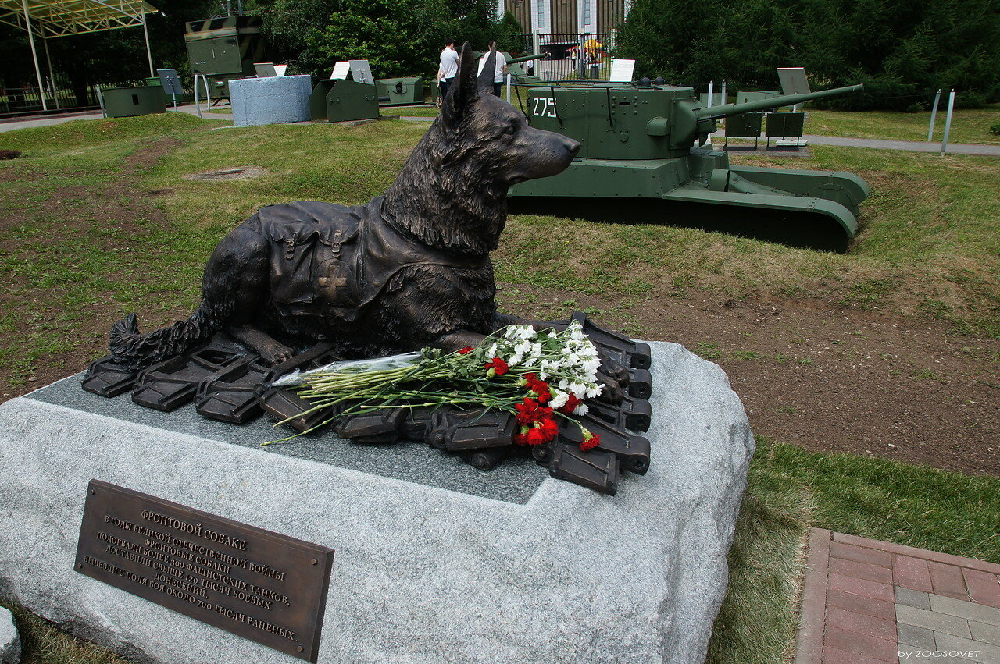 275
ФРОНТОВОЙ СОБАКЕ
В ГОДЫ ВЕЛИКОЙ ОТЕЧЕСТВЕННОЙ ВОЙНЫ
ФРОНТОВЫЕ СОБАКИ
ПОДОРВАЛИ БОЛЕЕ 300 ФАШИСТСКИХ ТАНКОВ,
ДОСТАВИЛИ СВЫШЕ 120 ТЫСЯЧ БОЕВЫХ
ДОНЕСЕНИЙ,
ВЫВЕЗЛИ С ПОЛЯ БОЯ ОКОЛО 700 ТЫСЯЧ РАНЕНЫХ.
by ZOOSOVET